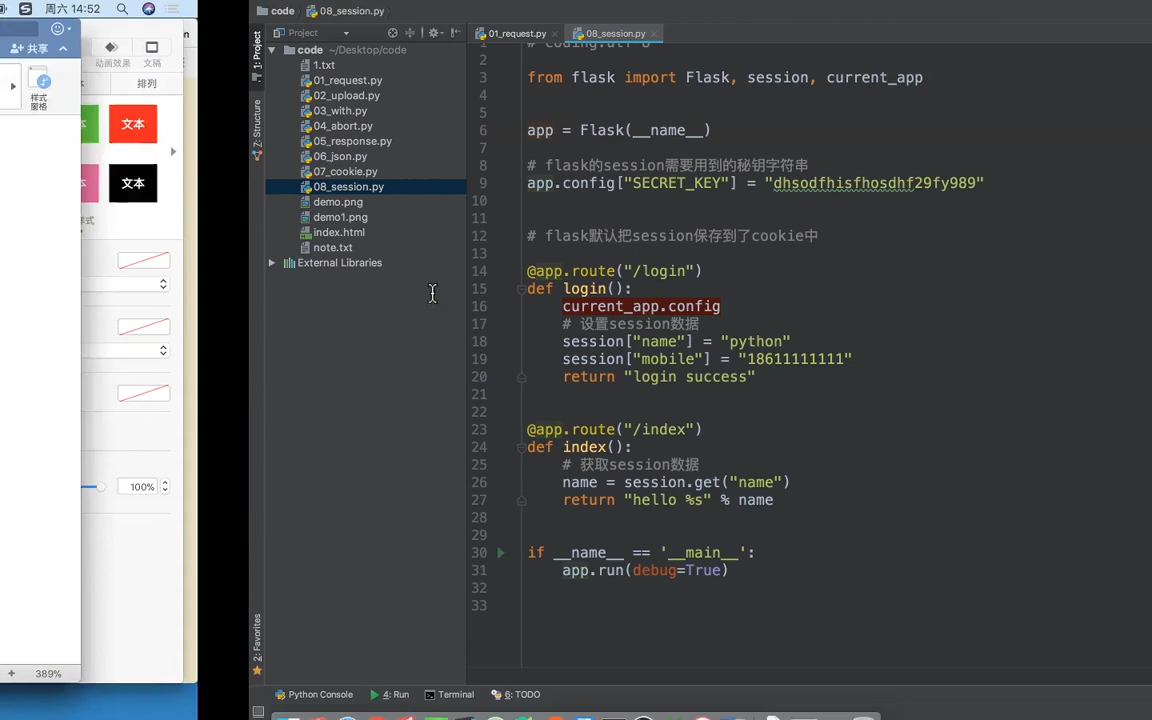 周六 14:52
共享
动画效果
文稿
排列
样式
窗格
文本
文本
100%
389%
code
08_session.py
Project
01_request.py
08_session.py
1: Project
Z: Structure
2: Favorites
code ~/Desktop/code
1.txt
01_request.py
02_upload.py
03_with.py
04_abort.py
05_response.py
06_json.py
07_cookie.py
08_session.py
demo.png
demo1.png
index.html
note.txt
External Libraries
2
3 from flask import Flask, session, current_app
4
5
6 app = Flask(__name__)
7
8 # flask的session需要用到的秘钥字符串
9 app.config["SECRET_KEY"] = "dhsodfhisfhosdhf29fy989"
10
11
12 # flask默认把session保存到了cookie中
13
14 @app.route("/login")
15 def login():
16 current_app.config
17 # 设置session数据
18 session["name"] = "python"
19 session["mobile"] = "18611111111"
20 return "login success"
21
22
23 @app.route("/index")
24 def index():
25 # 获取session数据
26 name = session.get("name")
27 return "hello %s" % name
28
29
30 if __name__ == '__main__':
31 app.run(debug=True)
32
33
Python Console
4: Run
Terminal
6: TODO